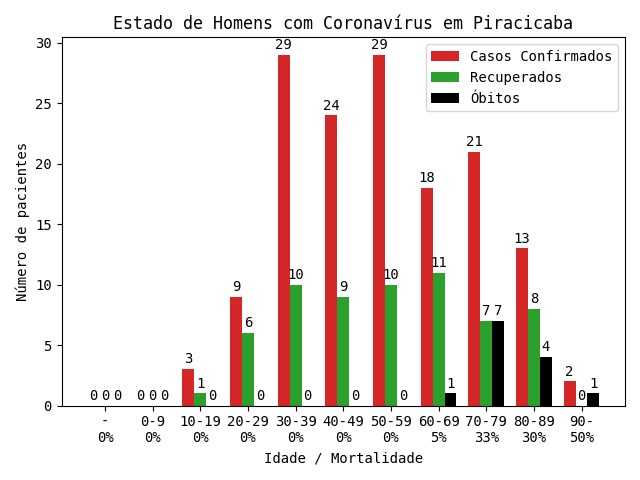 Estado de Homens com Coronavírus em Piracicaba
Casos Confirmados
Recuperados
Óbitos
Número de pacientes
30
25
20
15
10
5
0
0 0 0
0 0 0
3 1 0
9 6 0
29 10 0
24 9 0
29 10 0
18 11 1
21 7 7
13 8 4
2 0 1
- 0-9 10-19 20-29 30-39 40-49 50-59 60-69 70-79 80-89 90-
0% 0% 0% 0% 0% 0% 0% 5% 33% 30% 50%
Idade / Mortalidade